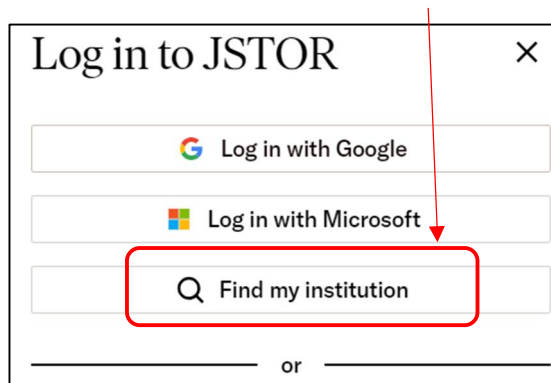 Log in to JSTOR
Log in with Google
Log in with Microsoft
Find my institution
or